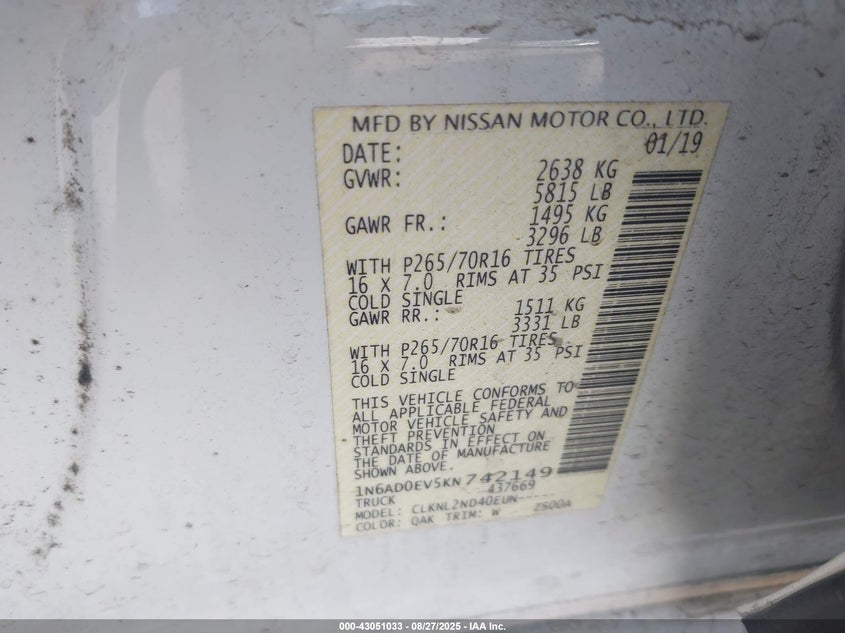 MFD BY NISSAN MOTOR CO., LTD.
DATE: 01/19
GVWR: 2638 KG
5815 LB
GAWR FR.: 1495 KG
3296 LB
WITH P265/70R16 TIRES
16 X 7.0 RIMS AT 35 PSI
COLD SINGLE
GAWR RR.: 1511 KG
3331 LB
WITH P265/70R16 TIRES
16 X 7.0 RIMS AT 35 PSI
COLD SINGLE
THIS VEHICLE CONFORMS TO
ALL APPLICABLE FEDERAL
MOTOR VEHICLE SAFETY AND
THEFT PREVENTION
STANDARDS IN EFFECT ON
THE DATE OF MANUFACTURE
SHOWN ABOVE.
1N6AD0EV5KN742149
TRUCK 437669
MODEL: CLKNL2ND40EUN-----
COLOR: QAK TRIM: W 2500A
000-43051033 - 08/27/2025 - IAA Inc.